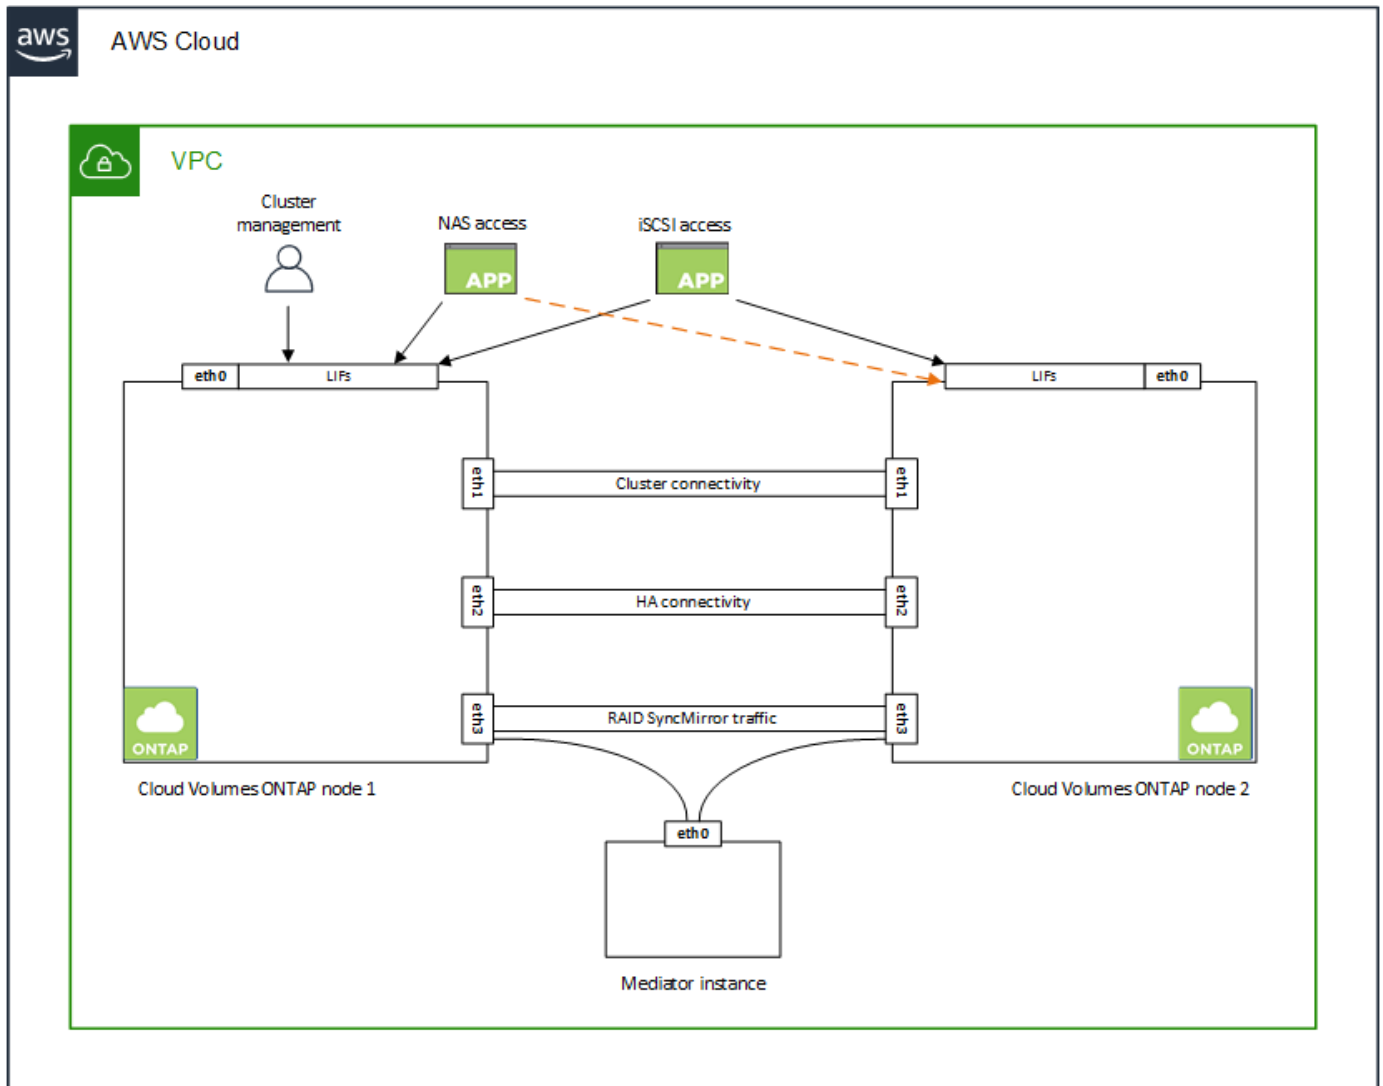 aws
AWS Cloud
VPC
Cluster
management
NAS access
iSCSI access
APP
APP
eth0
LIFs
LIFs
eth0
eth1
Cluster connectivity
eth1
eth2
HA connectivity
eth2
eth3
RAID SyncMirror traffic
eth3
ONTAP
ONTAP
Cloud Volumes ONTAP node 1
Cloud Volumes ONTAP node 2
eth0
Mediator instance